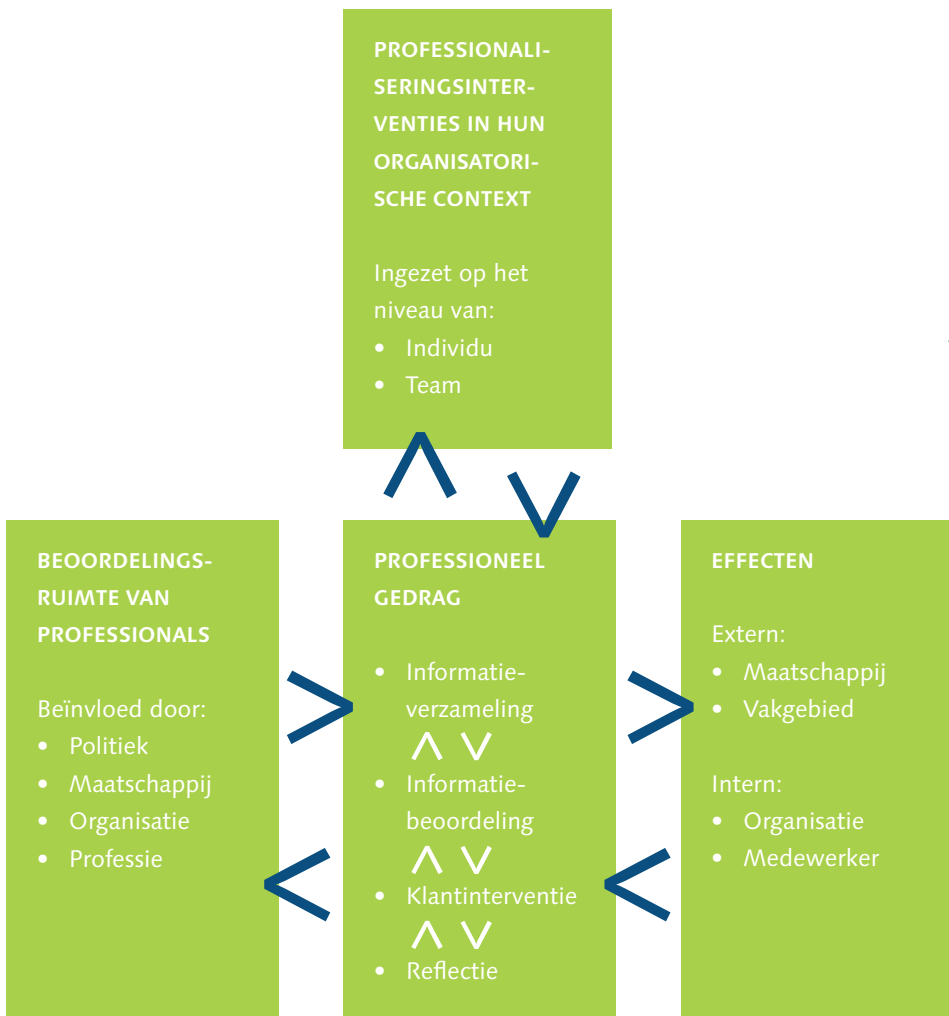 PROFESSIONALI-
SERINGSINTER-
VENTIES IN HUN
ORGANISATORI-
SCHE CONTEXT
Ingezet op het
niveau van:
• Individu
• Team
BEOORDELINGS-
RUIMTE VAN
PROFESSIONALS
Beïnvloed door:
• Politiek
• Maatschappij
• Organisatie
• Professie
PROFESSIONEEL
GEDRAG
• Informatie-
verzameling
• Informatie-
beoordeling
• Klantinterventie
• Reflectie
EFFECTEN
Extern:
• Maatschappij
• Vakgebied
Intern:
• Organisatie
• Medewerker